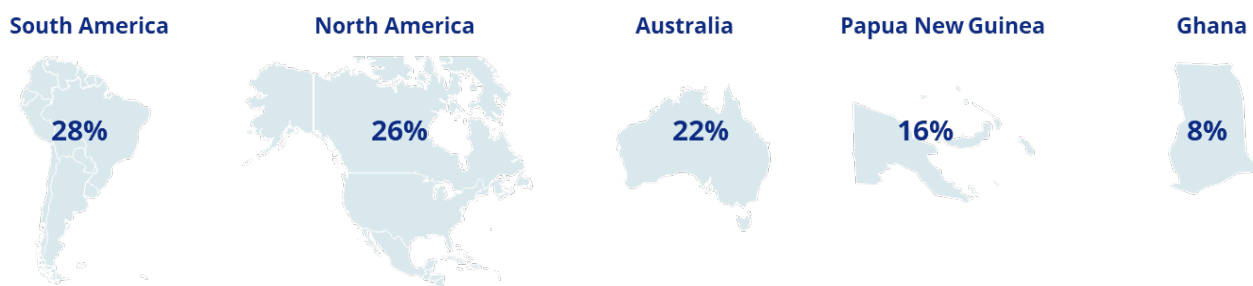 South America North America Australia Papua New Guinea Ghana
28% 26% 22% 16% 8%